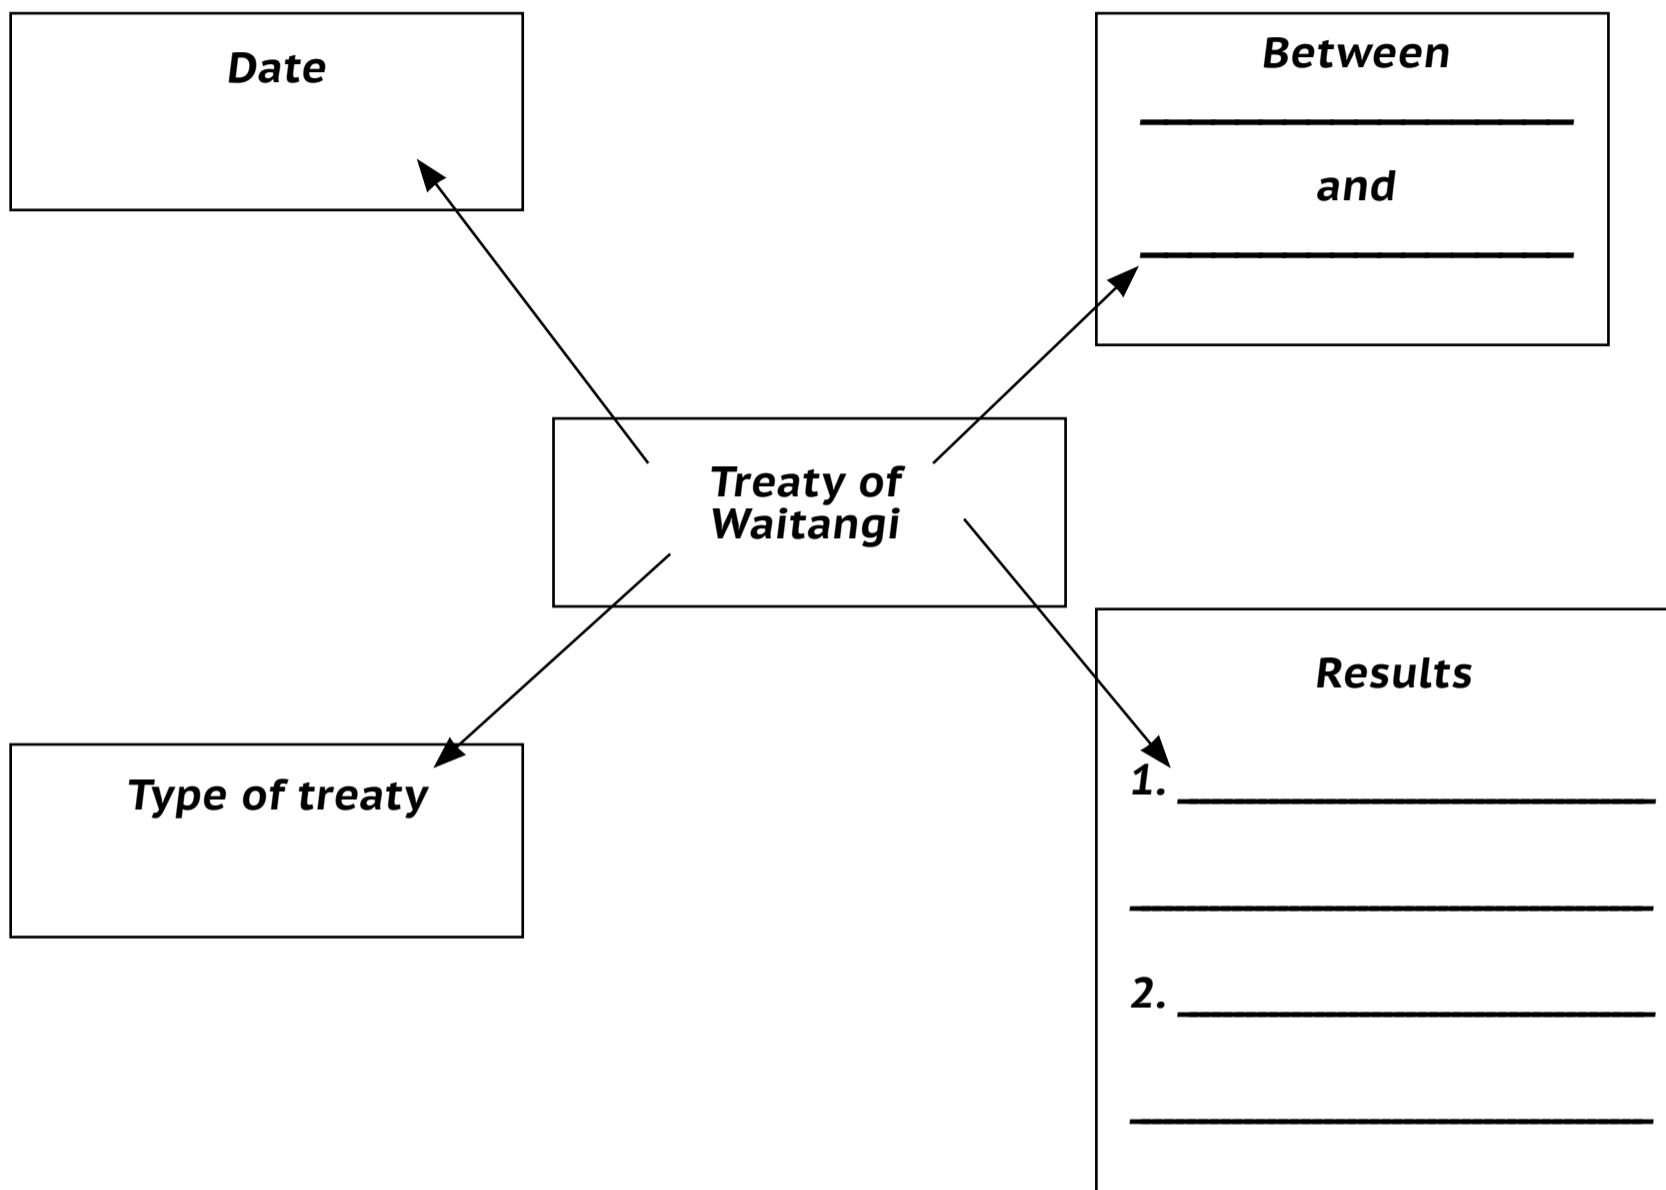 Date
Between
and
Treaty of
Waitangi
Type of treaty
Results
1.
2.